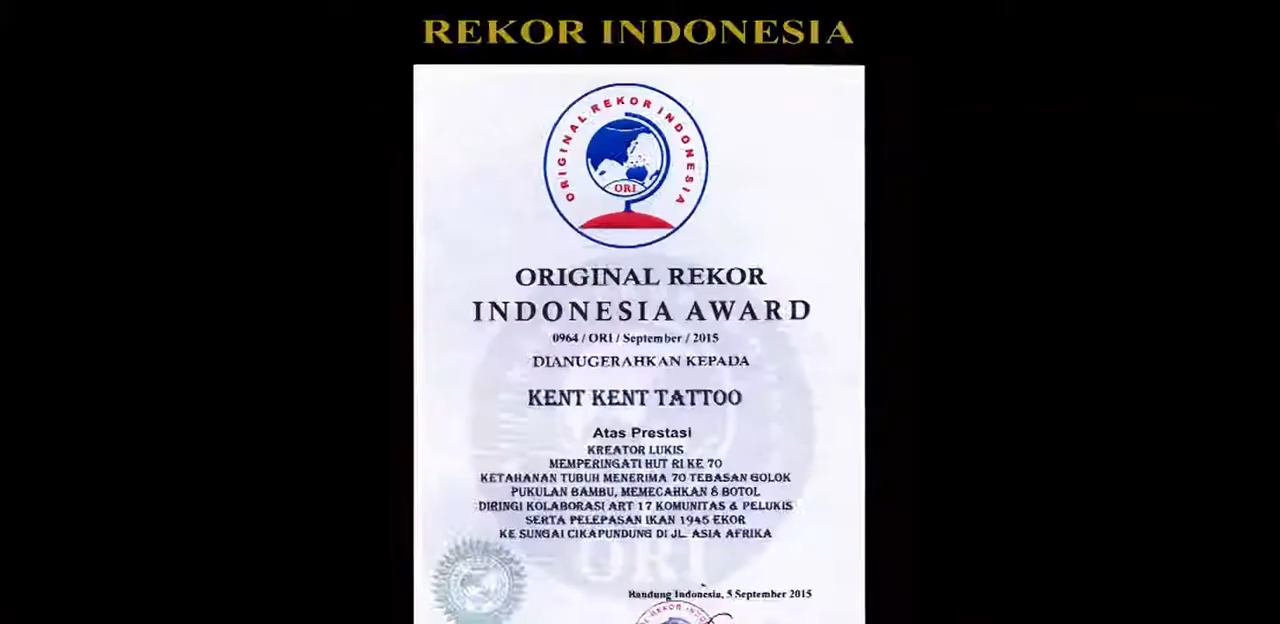 REKOR INDONESIA
ORIGINAL REKOR INDONESIA
ORI
ORIGINAL REKOR
INDONESIA AWARD
0964 / ORI / September / 2015
DIANUGERAHKAN KEPADA
KENT KENT TATTOO
Atas Prestasi
KREATOR LUKIS
MEMPERINGATI HUT RI KE 70
KETAHANAN TUBUH MENERIMA 70 TEBASAN GOLOK
PUKULAN BAMBU, MEMECAHKAN 8 BOTOL
DIRINGI KOLABORASI ART 17 KOMUNITAS & PELUKIS
SERTA PELEPASAN IKAN 1945 EKOR
KE SUNGAI CIKAPUNDUNG DI JL. ASIA AFRIKA
ORI
Bandung Indonesia, 5 September 2015